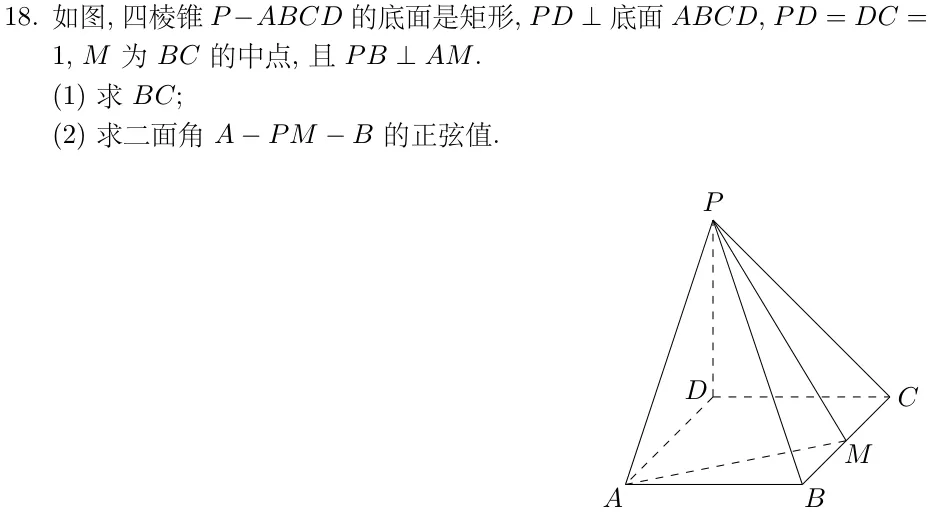 18. 如图, 四棱锥 P−ABCD 的底面是矩形, PD ⊥ 底面 ABCD, PD = DC =
1, M 为 BC 的中点, 且 PB ⊥ AM.
(1) 求 BC;
(2) 求二面角 A − PM − B 的正弦值.
P
D
C
M
A
B